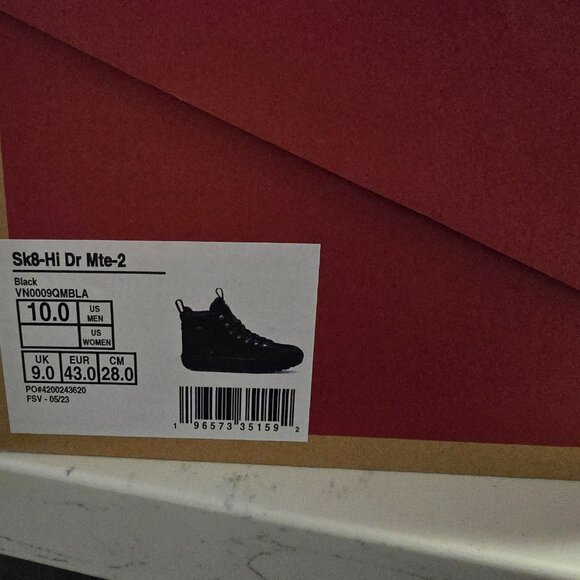 Sk8-Hi Dr Mte-2
Black
VN0009QMBLA
10.0 US MEN
US WOMEN
UK EUR CM
9.0 43.0 28.0
PO#4200243620
FSV - 05/23
1 96573 35159 2